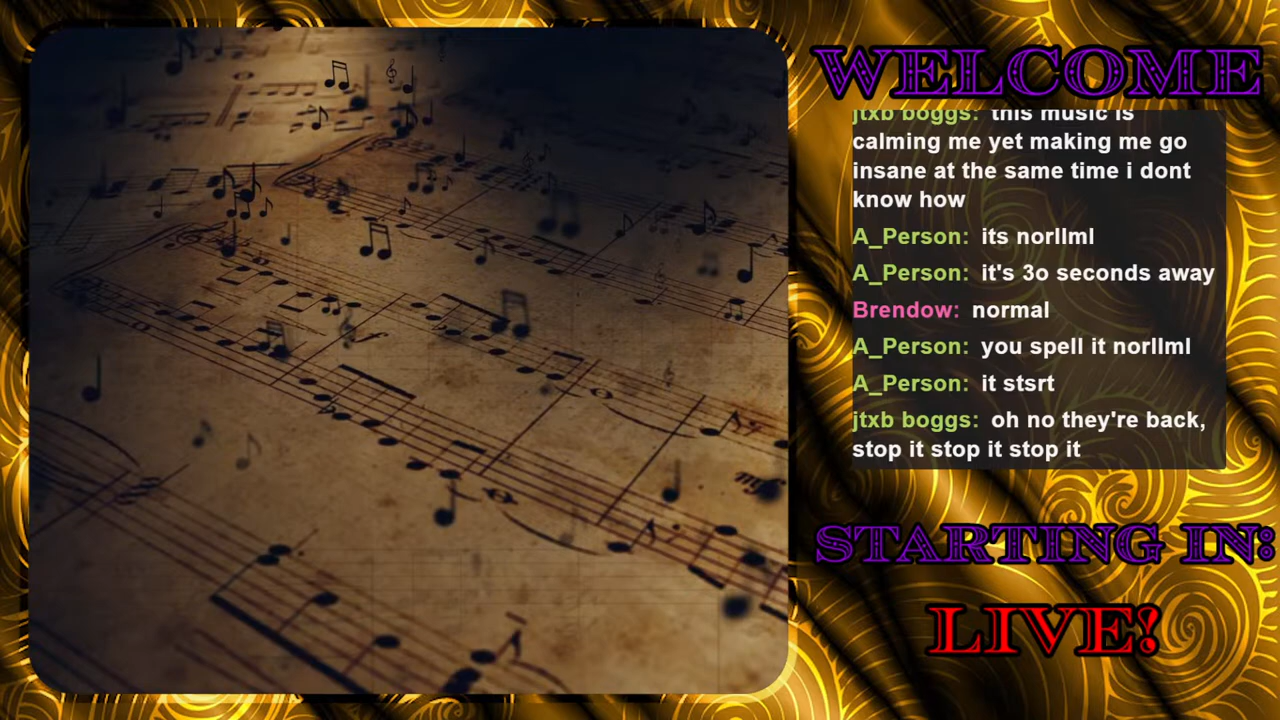 WELCOME
jtxb boggs: this music is
calming me yet making me go
insane at the same time i dont
know how
A_Person: its norllml
A_Person: it's 3o seconds away
Brendow: normal
A_Person: you spell it norllml
A_Person: it stsrt
jtxb boggs: oh no they're back,
stop it stop it stop it
STARTING IN:
LIVE!